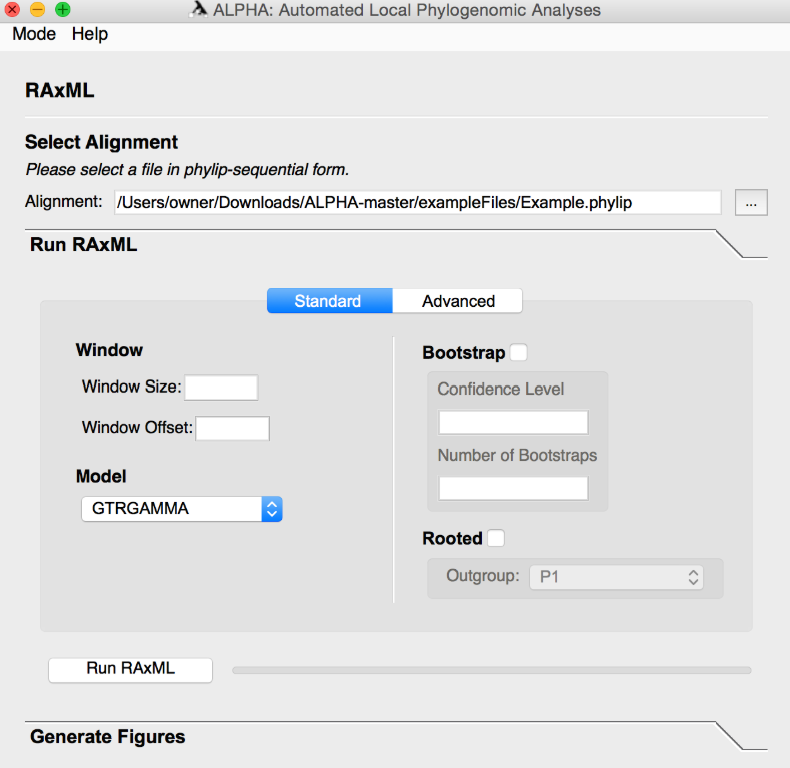 ALPHA: Automated Local Phylogenomic Analyses
Mode Help
RAxML
Select Alignment
Please select a file in phylip-sequential form.
Alignment: /Users/owner/Downloads/ALPHA-master/exampleFiles/Example.phylip ...
Run RAxML
Standard Advanced
Window
Window Size:
Window Offset:
Model
GTRGAMMA
Bootstrap
Confidence Level
Number of Bootstraps
Rooted
Outgroup: P1
Run RAxML
Generate Figures